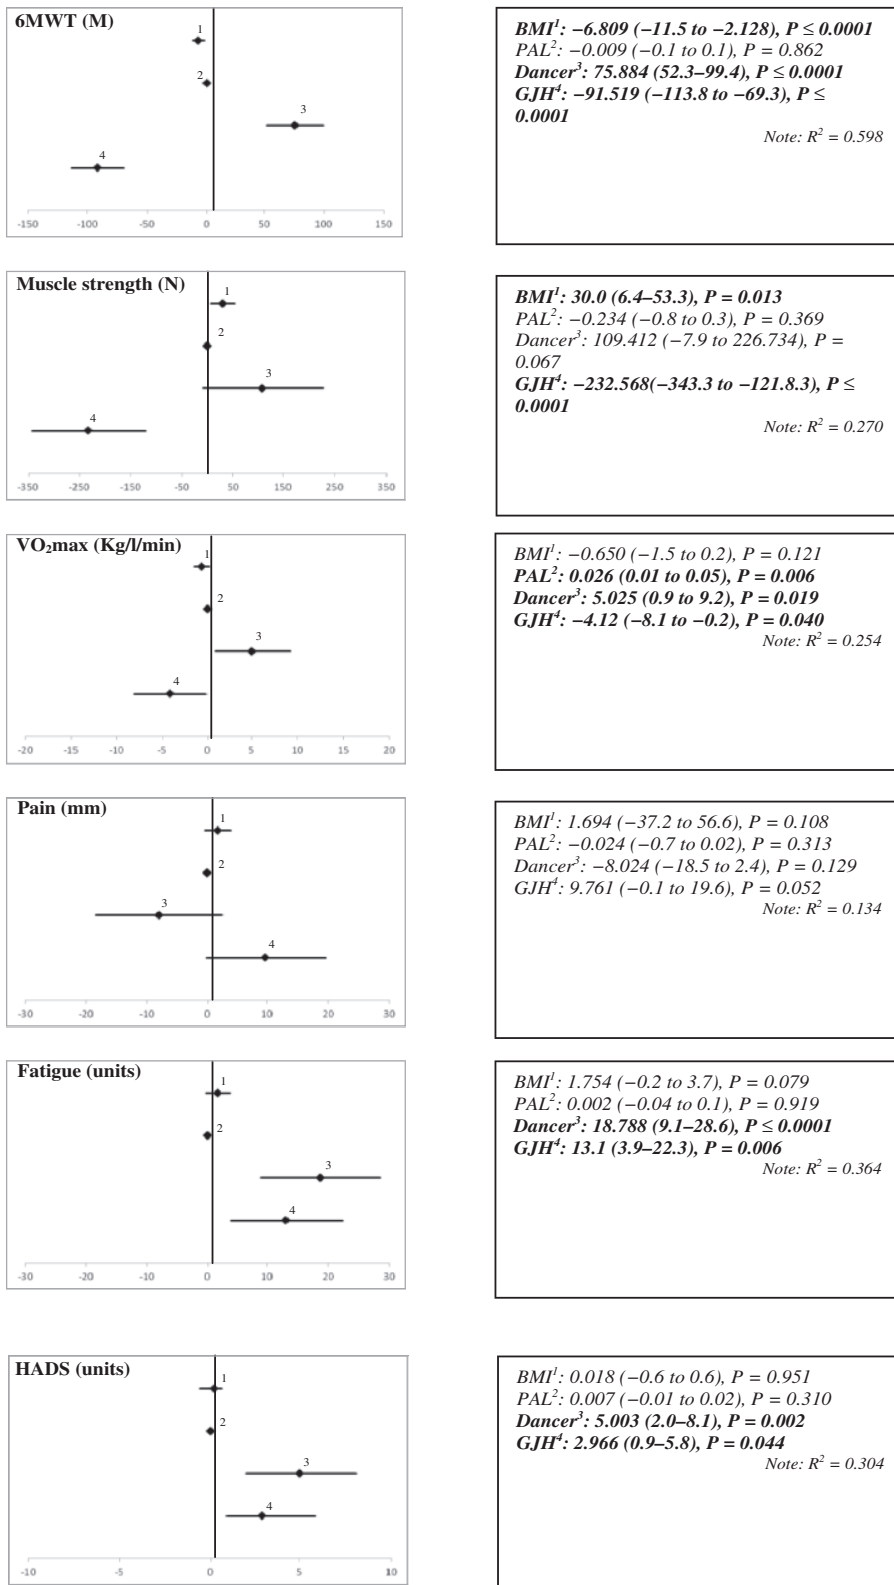 6MWT (M)
1
2
3
4
-150 -100 -50 0 50 100 150
BMI¹: −6.809 (−11.5 to −2.128), P ≤ 0.0001
PAL²: −0.009 (−0.1 to 0.1), P = 0.862
Dancer³: 75.884 (52.3–99.4), P ≤ 0.0001
GJH⁴: −91.519 (−113.8 to −69.3), P ≤
0.0001
Note: R² = 0.598
Muscle strength (N)
1
2
3
4
-350 -250 -150 -50 50 150 250 350
BMI¹: 30.0 (6.4–53.3), P = 0.013
PAL²: −0.234 (−0.8 to 0.3), P = 0.369
Dancer³: 109.412 (−7.9 to 226.734), P =
0.067
GJH⁴: −232.568(−343.3 to −121.8.3), P ≤
0.0001
Note: R² = 0.270
VO₂max (Kg/l/min)
1
2
3
4
-20 -15 -10 -5 0 5 10 15 20
BMI¹: −0.650 (−1.5 to 0.2), P = 0.121
PAL²: 0.026 (0.01 to 0.05), P = 0.006
Dancer³: 5.025 (0.9 to 9.2), P = 0.019
GJH⁴: −4.12 (−8.1 to −0.2), P = 0.040
Note: R² = 0.254
Pain (mm)
1
2
3
4
-30 -20 -10 0 10 20 30
BMI¹: 1.694 (−37.2 to 56.6), P = 0.108
PAL²: −0.024 (−0.7 to 0.02), P = 0.313
Dancer³: −8.024 (−18.5 to 2.4), P = 0.129
GJH⁴: 9.761 (−0.1 to 19.6), P = 0.052
Note: R² = 0.134
Fatigue (units)
1
2
3
4
-30 -20 -10 0 10 20 30
BMI¹: 1.754 (−0.2 to 3.7), P = 0.079
PAL²: 0.002 (−0.04 to 0.1), P = 0.919
Dancer³: 18.788 (9.1–28.6), P ≤ 0.0001
GJH⁴: 13.1 (3.9–22.3), P = 0.006
Note: R² = 0.364
HADS (units)
1
2
3
4
-10 -5 0 5 10
BMI¹: 0.018 (−0.6 to 0.6), P = 0.951
PAL²: 0.007 (−0.01 to 0.02), P = 0.310
Dancer³: 5.003 (2.0–8.1), P = 0.002
GJH⁴: 2.966 (0.9–5.8), P = 0.044
Note: R² = 0.304